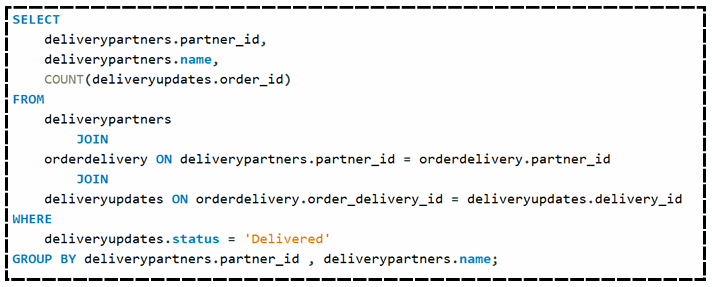 SELECT
    deliverypartners.partner_id,
    deliverypartners.name,
    COUNT(deliveryupdates.order_id)
FROM
    deliverypartners
        JOIN
    orderdelivery ON deliverypartners.partner_id = orderdelivery.partner_id
        JOIN
    deliveryupdates ON orderdelivery.order_delivery_id = deliveryupdates.delivery_id
WHERE
    deliveryupdates.status = 'Delivered'
GROUP BY deliverypartners.partner_id , deliverypartners.name;